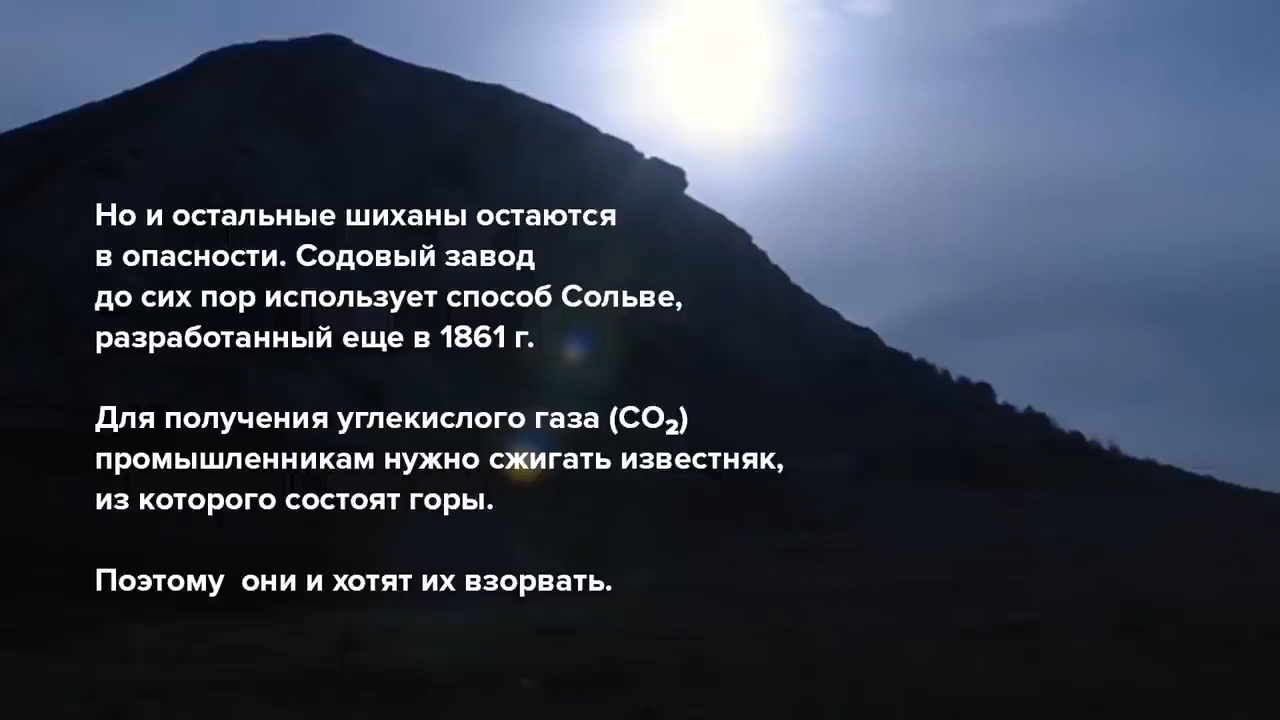 Но и остальные шиханы остаются
в опасности. Содовый завод
до сих пор использует способ Сольве,
разработанный еще в 1861 г.
Для получения углекислого газа (CO₂)
промышленникам нужно сжигать известняк,
из которого состоят горы.
Поэтому  они и хотят их взорвать.